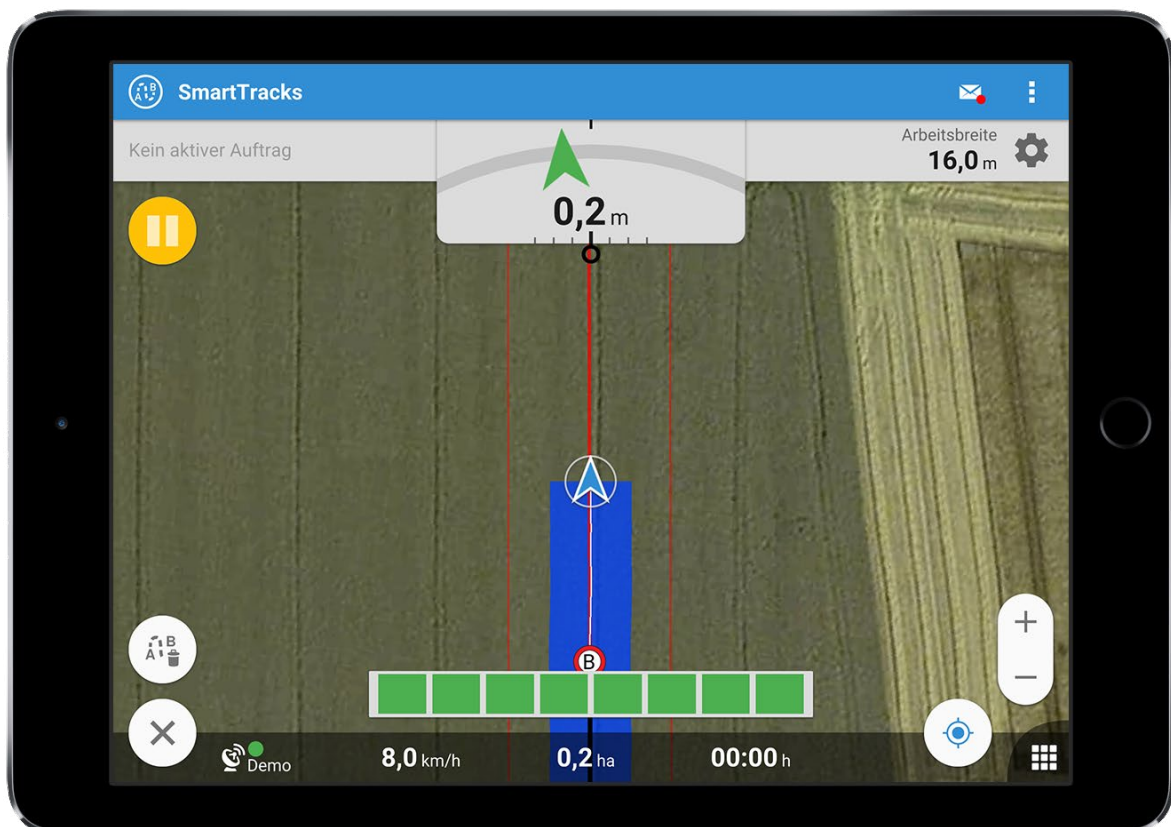 SmartTracks
Kein aktiver Auftrag
Arbeitsbreite
16,0 m
0,2 m
B
A B
Demo
8,0 km/h
0,2 ha
00:00 h